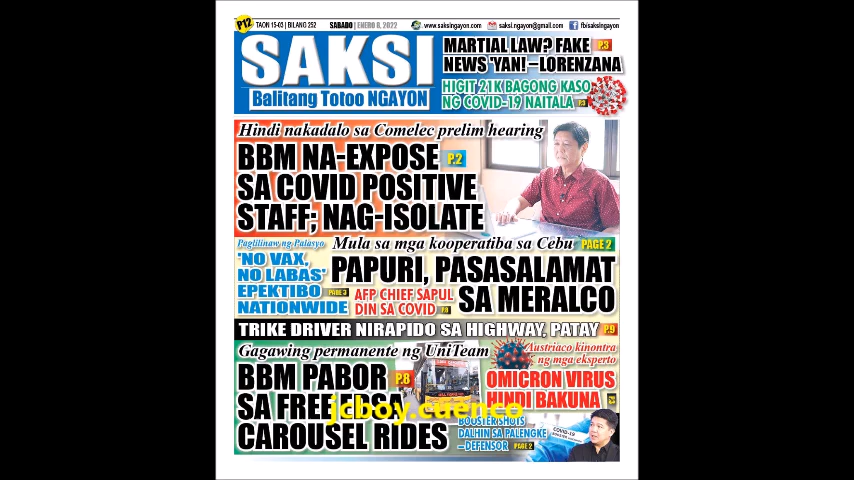 P12
TAON 15-03 | BILANG 252
SABADO | ENERO 8, 2022
www.saksingayon.com
saksi.ngayon@gmail.com
fb/saksingayon
SAKSI
Balitang Totoo NGAYON
MARTIAL LAW? FAKE P.3
NEWS 'YAN! – LORENZANA
HIGIT 21K BAGONG KASO
NG COVID-19 NAITALA
Hindi nakadalo sa Comelec prelim hearing
BBM NA-EXPOSE P.2
SA COVID POSITIVE
STAFF; NAG-ISOLATE
Paglilinaw ng Palasyo
'NO VAX,
NO LABAS'
EPEKTIBO PAGE 3
NATIONWIDE
Mula sa mga kooperatiba sa Cebu PAGE 2
PAPURI, PASASALAMAT
SA MERALCO
AFP CHIEF SAPUL
DIN SA COVID
TRIKE DRIVER NIRAPIDO SA HIGHWAY, PATAY P.9
Gagawing permanente ng UniTeam
BBM PABOR P.8
SA FREE EDSA
CAROUSEL RIDES
Austriaco kinontra
ng mga eksperto
OMICRON VIRUS
HINDI BAKUNA
BOOSTER SHOTS
DALHIN SA PALENGKE
–DEFENSOR PAGE 2
COVID-19
jcboy.cuenco